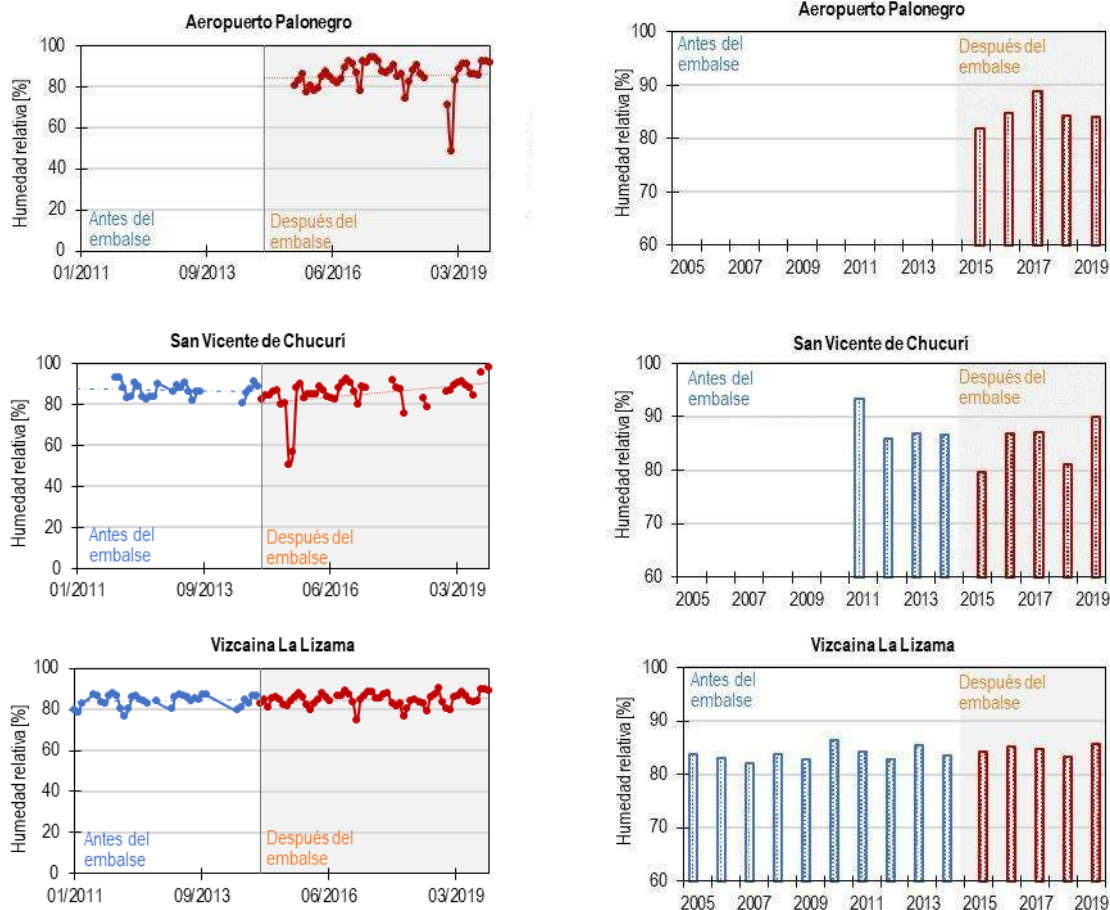 Aeropuerto Palonegro
Humedad relativa [%]
100
80
60
40
20
0
Antes del
embalse
Después del
embalse
01/2011
09/2013
06/2016
03/2019
Aeropuerto Palonegro
Humedad relativa [%]
100
90
80
70
60
Antes del
embalse
Después del
embalse
2005
2007
2009
2011
2013
2015
2017
2019
San Vicente de Chucurí
Humedad relativa [%]
100
80
60
40
20
0
Antes del
embalse
Después del
embalse
01/2011
09/2013
06/2016
03/2019
San Vicente de Chucurí
Humedad relativa [%]
100
90
80
70
60
Antes del
embalse
Después del
embalse
2005
2007
2009
2011
2013
2015
2017
2019
Vizcaina La Lizama
Humedad relativa [%]
100
80
60
40
20
0
Antes del
embalse
Después del
embalse
01/2011
09/2013
06/2016
03/2019
Vizcaina La Lizama
Humedad relativa [%]
100
90
80
70
60
Antes del
embalse
Después del
embalse
2005
2007
2009
2011
2013
2015
2017
2019